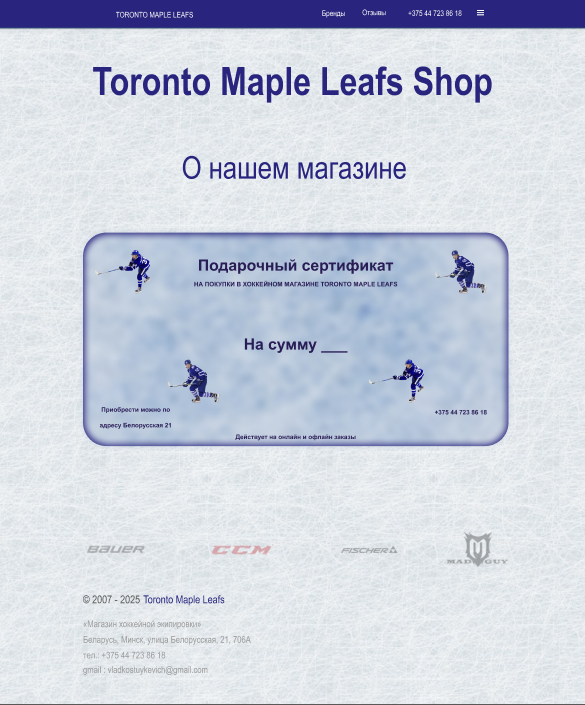 TORONTO MAPLE LEAFS
Бренды
Отзывы
+375 44 723 86 18
Toronto Maple Leafs Shop
О нашем магазине
Подарочный сертификат
НА ПОКУПКИ В ХОККЕЙНОМ МАГАЗИНЕ TORONTO MAPLE LEAFS
На сумму ___
Приобрести можно по
адресу Белорусская 21
+375 44 723 86 18
Действует на онлайн и офлайн заказы
BAUER
CCM
FISCHER
MAD GUY
© 2007 - 2025 Toronto Maple Leafs
«Магазин хоккейной экипировки»
Беларусь, Минск, улица Белорусская, 21, 706А
тел.: +375 44 723 86 18
gmail : vladkostuykevich@gmail.com